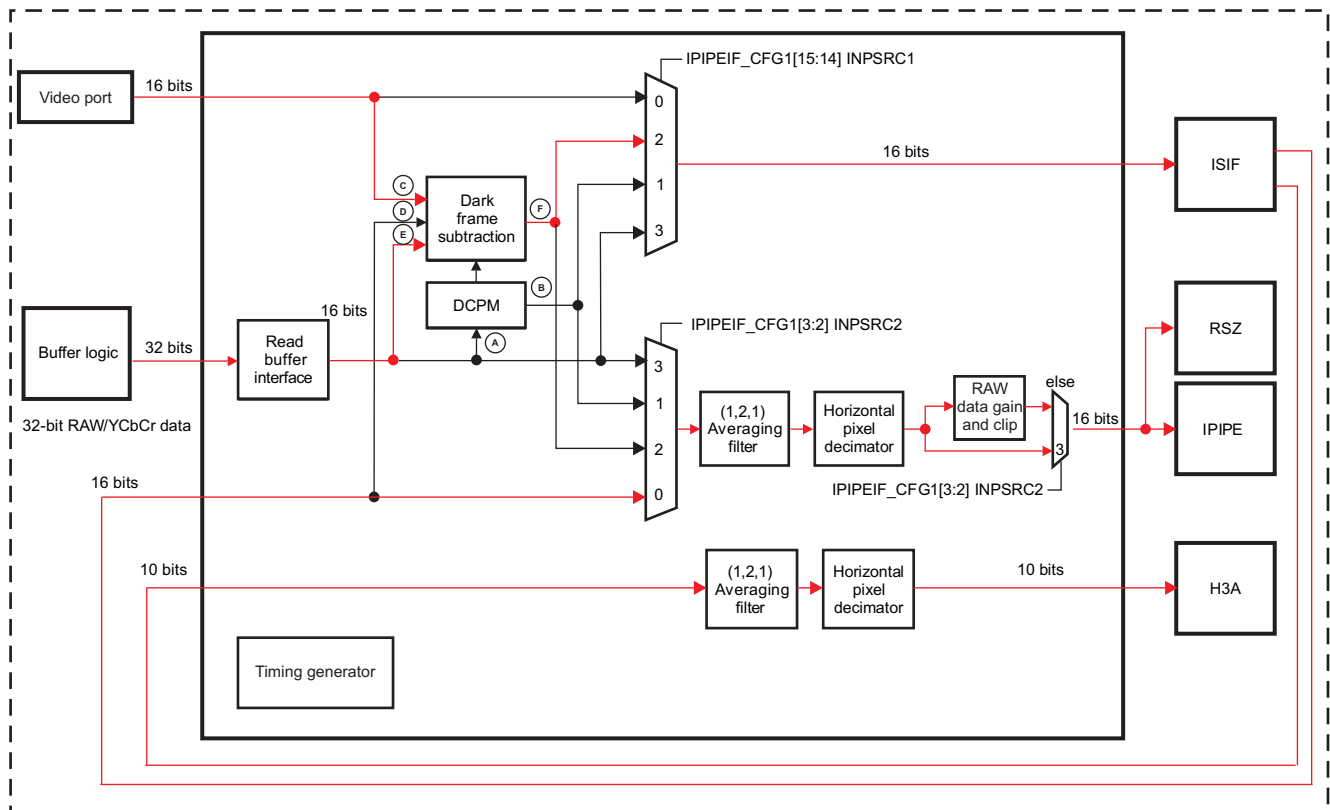 IPIPEIF_CFG1[15:14] INPSRC1
Video port
16 bits
0
2
1
3
16 bits
ISIF
C
D
E
Dark
frame
subtraction
F
DCPM
B
A
IPIPEIF_CFG1[3:2] INPSRC2
Buffer logic
32 bits
32-bit RAW/YCbCr data
Read
buffer
interface
16 bits
3
1
2
0
(1,2,1)
Averaging
filter
Horizontal
pixel
decimator
RAW
data gain
and clip
else
3
16 bits
IPIPEIF_CFG1[3:2] INPSRC2
RSZ
IPIPE
16 bits
10 bits
(1,2,1)
Averaging
filter
Horizontal
pixel
decimator
10 bits
H3A
Timing generator